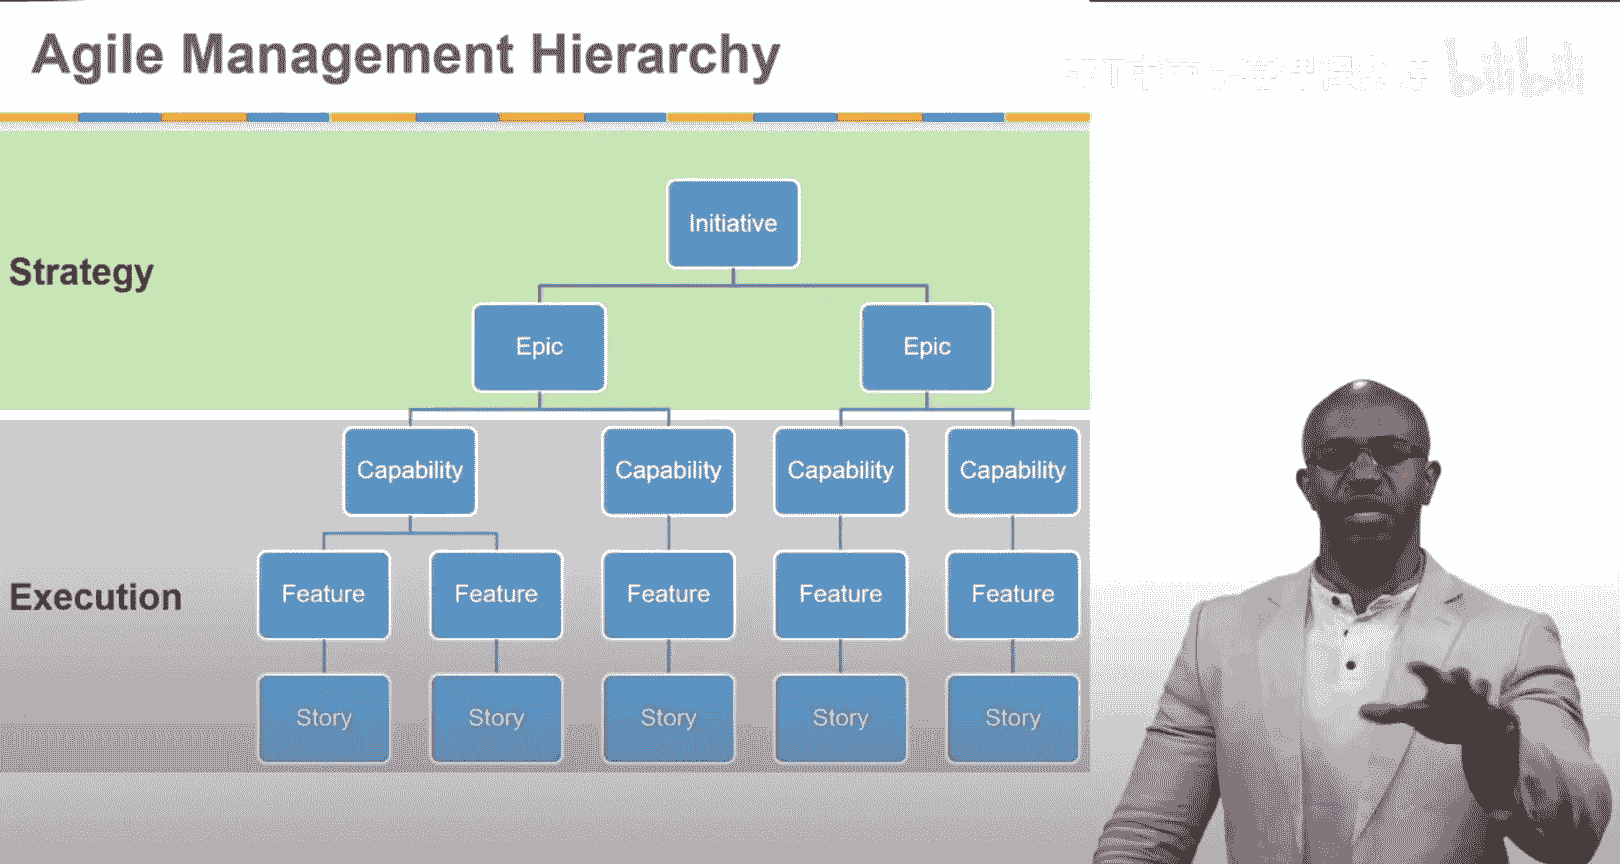 Agile Management Hierarchy
bilibili
Initiative
Strategy
Epic Epic
Capability Capability Capability Capability
Feature Feature Feature Feature Feature
Execution
Story Story Story Story Story